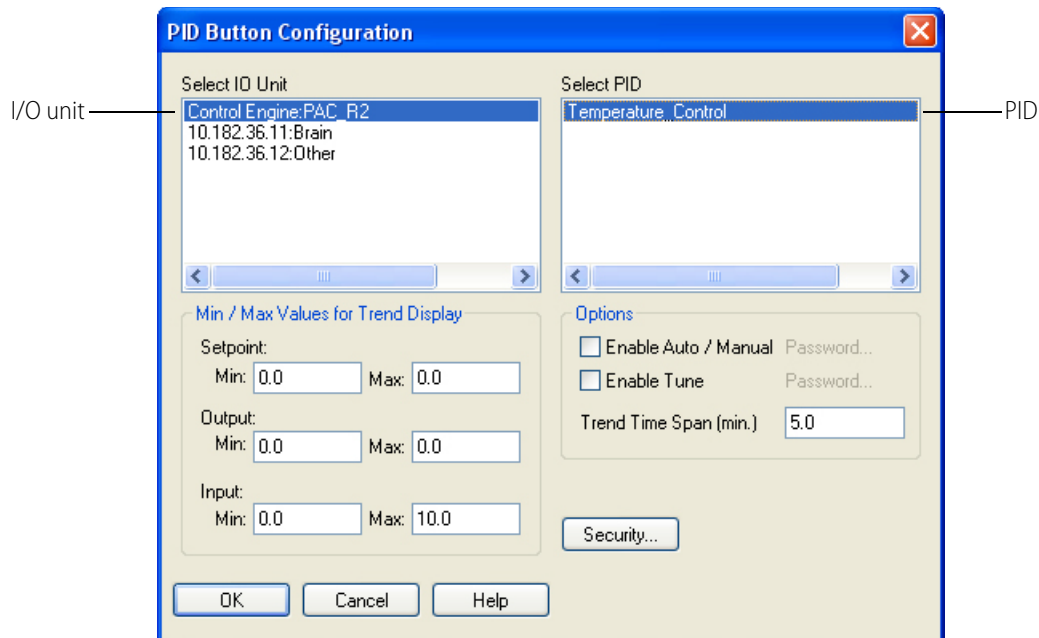 PID Button Configuration
Select IO Unit
Select PID
I/O unit
Control Engine:PAC_R2
10.182.36.11:Brain
10.182.36.12:Other
Temperature_Control
PID
Min / Max Values for Trend Display
Setpoint:
Min: 0.0 Max: 0.0
Output:
Min: 0.0 Max: 0.0
Input:
Min: 0.0 Max: 10.0
Options
Enable Auto / Manual Password...
Enable Tune Password...
Trend Time Span (min.) 5.0
Security...
OK Cancel Help